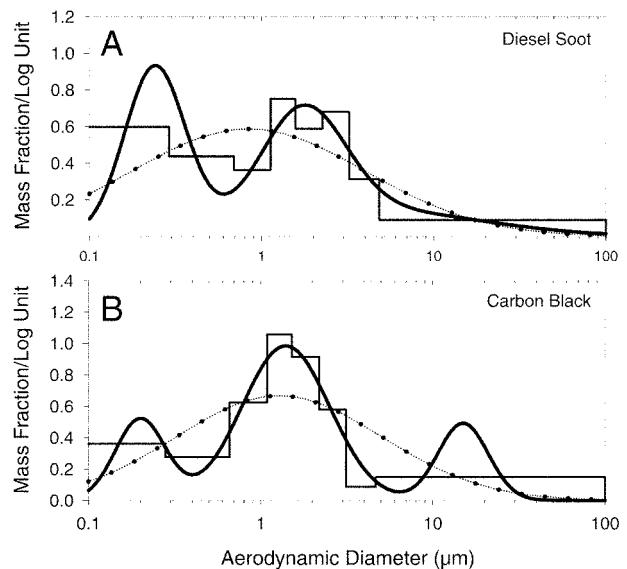 1.2
A
Diesel Soot
1.0
0.8
0.6
0.4
0.2
Mass Fraction/Log Unit
0.1 1 10 100
1.4
B
Carbon Black
1.2
1.0
0.8
0.6
0.4
0.2
0.0
Mass Fraction/Log Unit
0.1 1 10 100
Aerodynamic Diameter (µm)